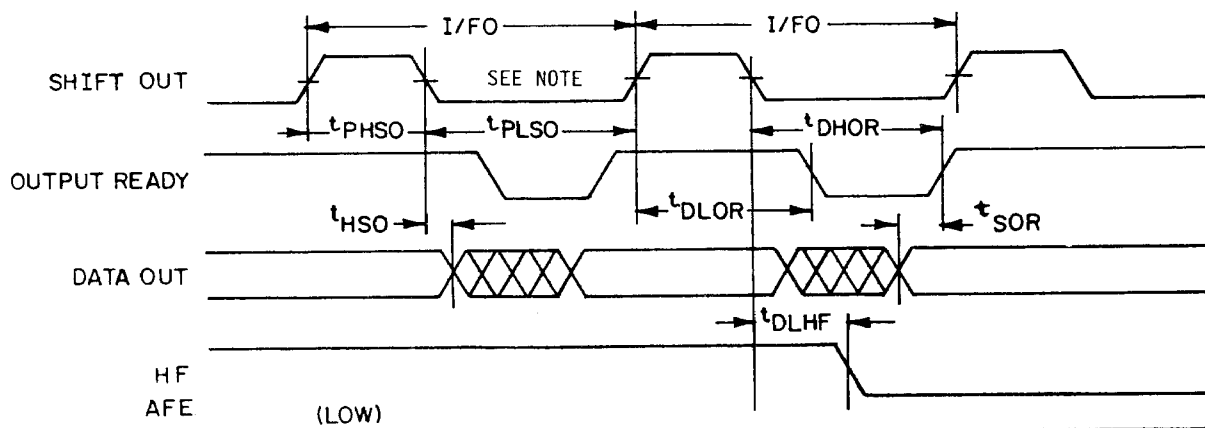 I/FO I/FO
SHIFT OUT SEE NOTE
tPHSO tPLSO tDHOR
OUTPUT READY
tHSO tDLOR tSOR
DATA OUT
tDLHF
HF
AFE (LOW)